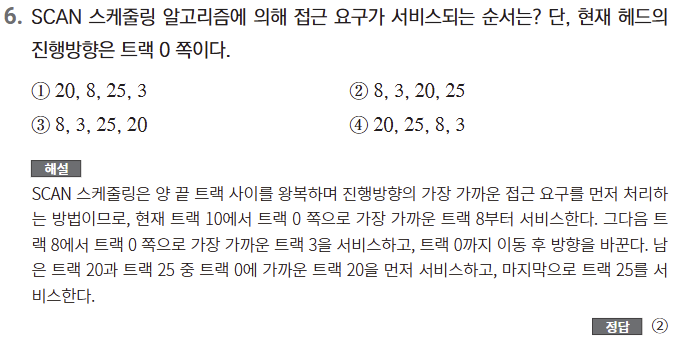 6. SCAN 스케줄링 알고리즘에 의해 접근 요구가 서비스되는 순서는? 단, 현재 헤드의
진행방향은 트랙 0 쪽이다.
① 20, 8, 25, 3 ② 8, 3, 20, 25
③ 8, 3, 25, 20 ④ 20, 25, 8, 3
해설
SCAN 스케줄링은 양 끝 트랙 사이를 왕복하며 진행방향의 가장 가까운 접근 요구를 먼저 처리하
는 방법이므로, 현재 트랙 10에서 트랙 0 쪽으로 가장 가까운 트랙 8부터 서비스한다. 그다음 트
랙 8에서 트랙 0 쪽으로 가장 가까운 트랙 3을 서비스하고, 트랙 0까지 이동 후 방향을 바꾼다. 남
은 트랙 20과 트랙 25 중 트랙 0에 가까운 트랙 20을 먼저 서비스하고, 마지막으로 트랙 25를 서
비스한다.
정답 ②